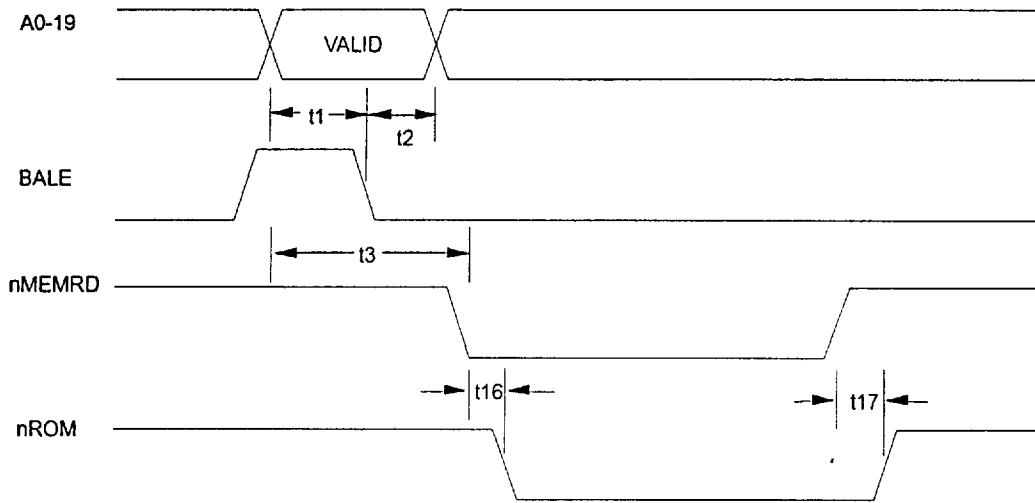 A0-19
VALID
t1
t2
BALE
t3
nMEMRD
t16
t17
nROM